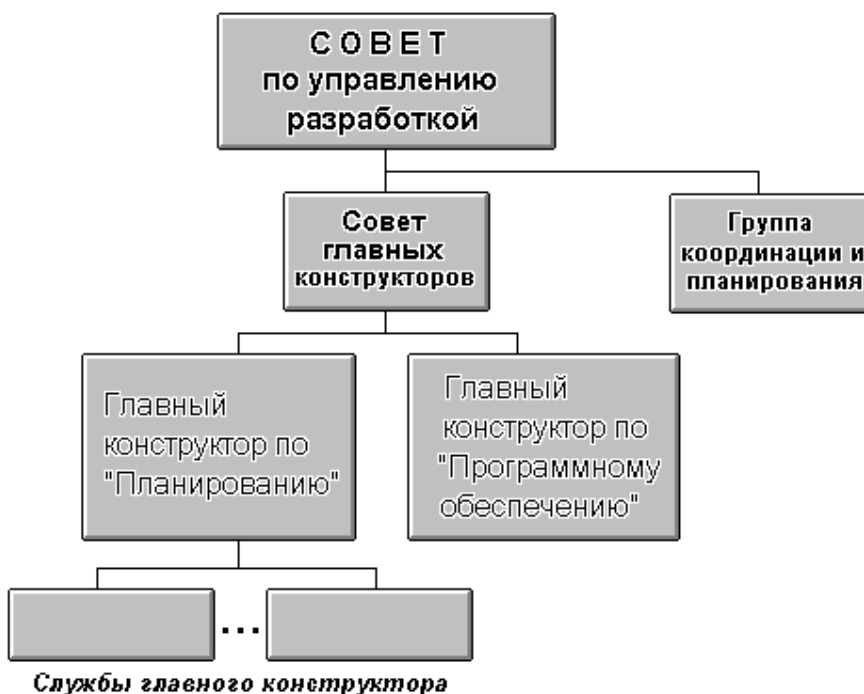 СОВЕТ
по управлению
разработкой
Совет
главных
конструкторов
Группа
координации и
планирования
Главный
конструктор по
"Планированию"
Главный
конструктор по
"Программному
обеспечению"
...
Службы главного конструктора